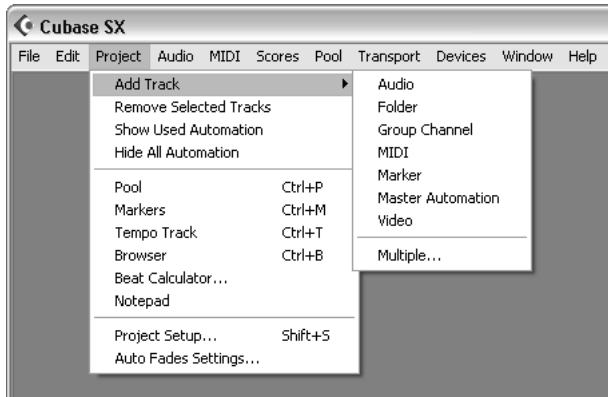 Cubase SX
File Edit Project Audio MIDI Scores Pool Transport Devices Window Help
Add Track
Remove Selected Tracks
Show Used Automation
Hide All Automation
Pool Ctrl+P
Markers Ctrl+M
Tempo Track Ctrl+T
Browser Ctrl+B
Beat Calculator...
Notepad
Project Setup... Shift+S
Auto Fades Settings...
Audio
Folder
Group Channel
MIDI
Marker
Master Automation
Video
Multiple...